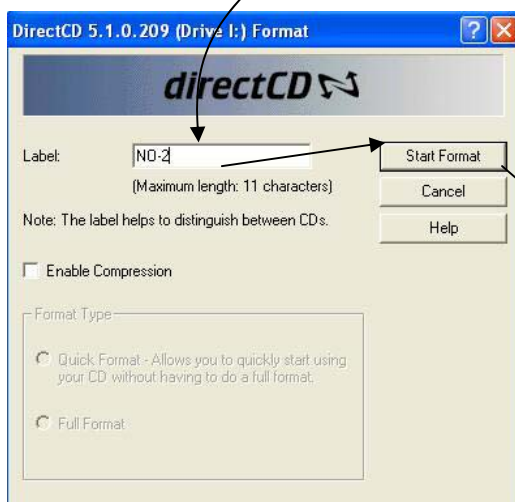 DirectCD 5.1.0.209 (Drive I:) Format
directCD
Label: NO-2 Start Format
(Maximum length: 11 characters) Cancel
Note: The label helps to distinguish between CDs. Help
Enable Compression
Format Type
Quick Format - Allows you to quickly start using
your CD without having to do a full format.
Full Format